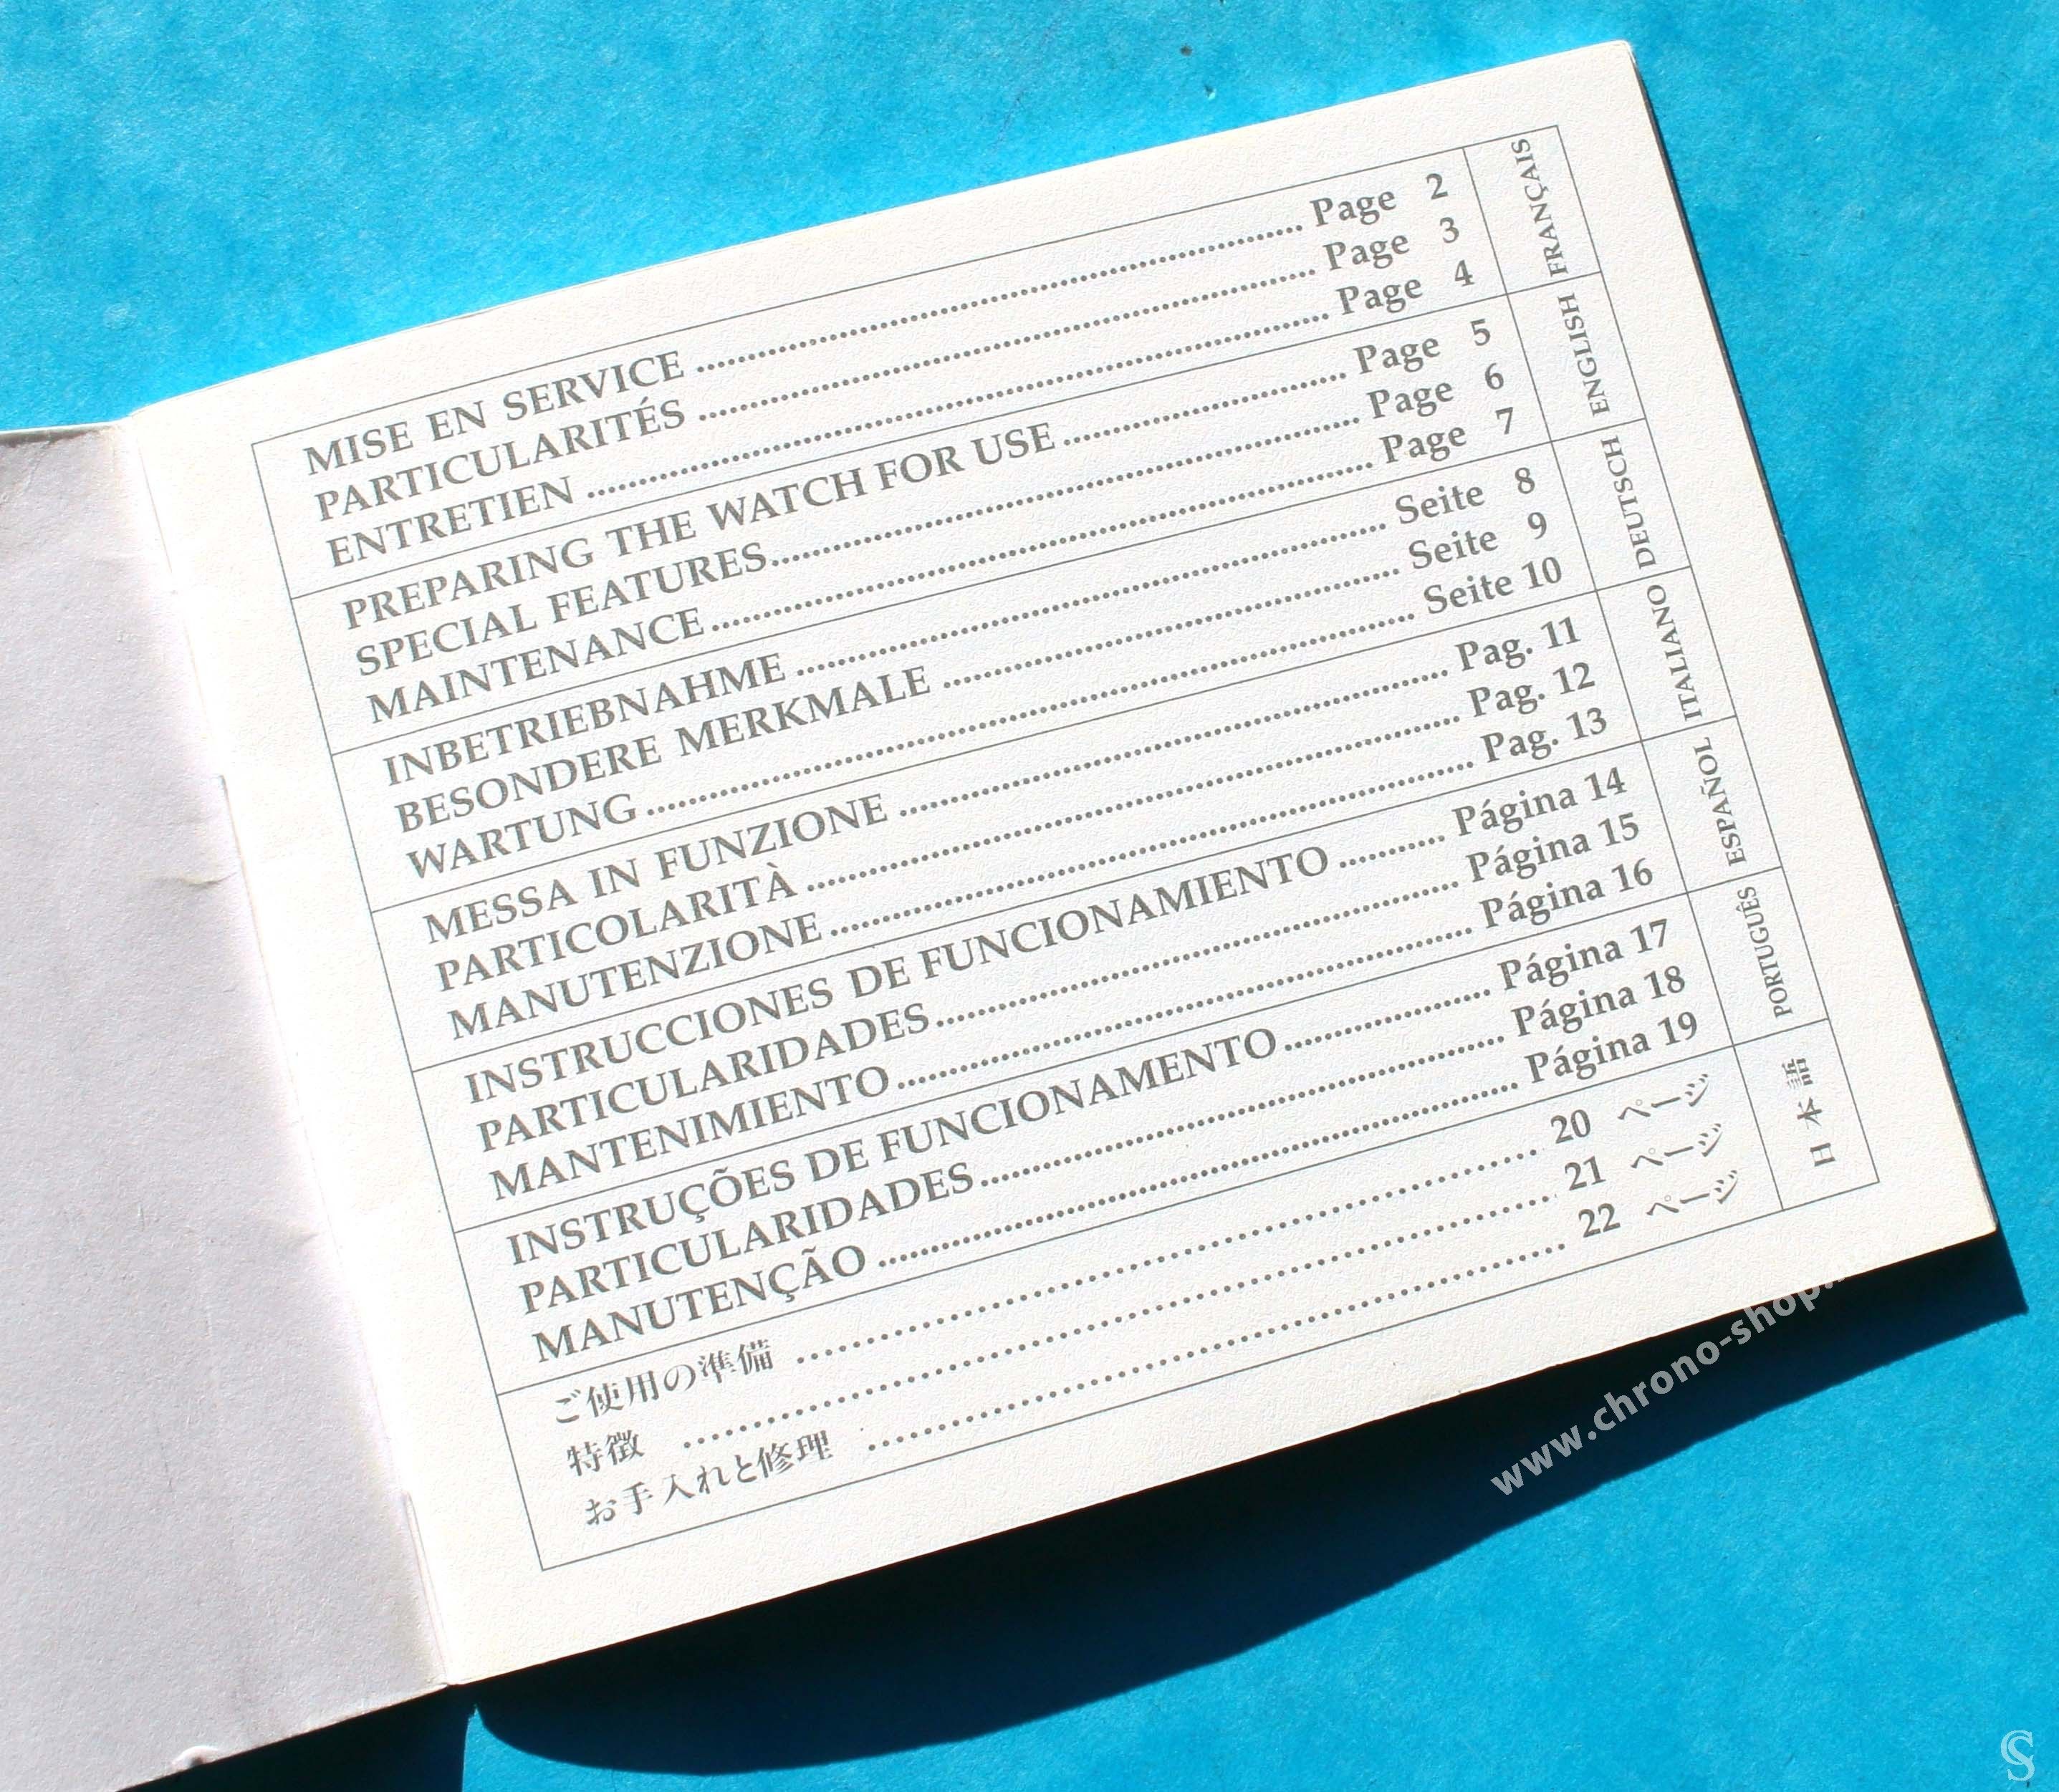 MISE EN SERVICE ........ Page 2
PARTICULARITÉS ........ Page 3
ENTRETIEN ........ Page 4
FRANÇAIS
PREPARING THE WATCH FOR USE ........ Page 5
SPECIAL FEATURES ........ Page 6
MAINTENANCE ........ Page 7
ENGLISH
INBETRIEBNAHME ........ Seite 8
BESONDERE MERKMALE ........ Seite 9
WARTUNG ........ Seite 10
DEUTSCH
MESSA IN FUNZIONE ........ Pag. 11
PARTICOLARITÀ ........ Pag. 12
MANUTENZIONE ........ Pag. 13
ITALIANO
INSTRUCCIONES DE FUNCIONAMIENTO ........ Página 14
PARTICULARIDADES ........ Página 15
MANTENIMIENTO ........ Página 16
ESPAÑOL
INSTRUÇÕES DE FUNCIONAMENTO ........ Página 17
PARTICULARIDADES ........ Página 18
MANUTENÇÃO ........ Página 19
PORTUGUÊS
ご使用の準備 ........ 20 ページ
特徴 ........ 21 ページ
お手入れと修理 ........ 22 ページ
日本語
www.chrono-shop.